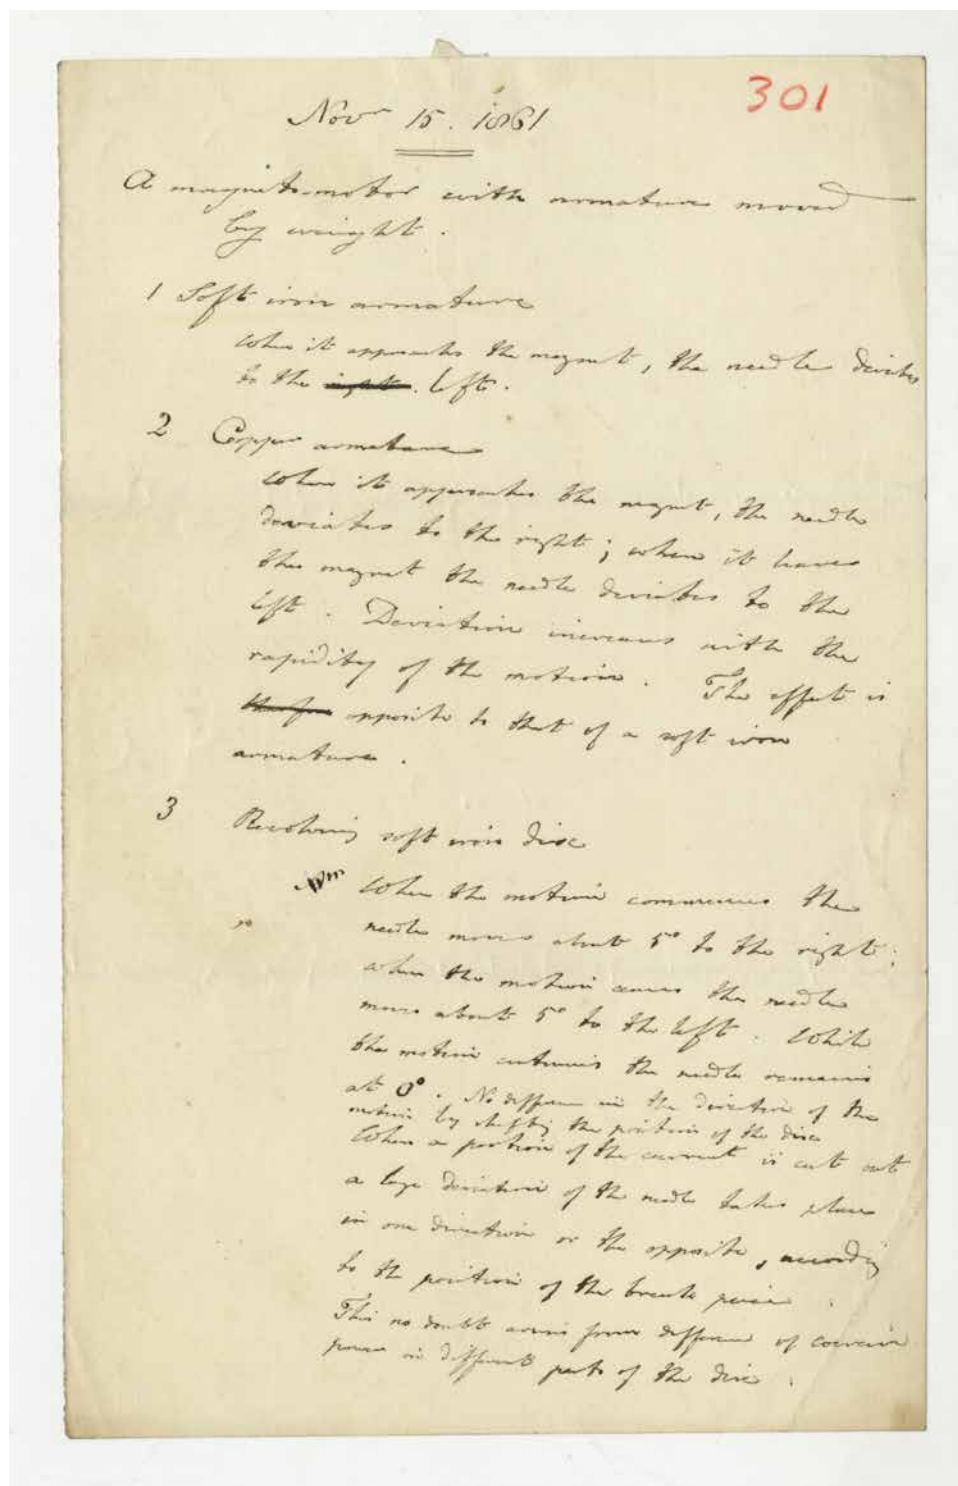 301
Novr 15. 1861
A magneto-motor with armature moved
by weight.
1 Soft iron armature
When it approaches the magnet, the needle deviates
to the right. left.
2 Copper armature
When it approaches the magnet, the needle
deviates to the right; when it leaves
the magnet the needle deviates to the
left. Deviation increases with the
rapidity of the motion. The effect is
opposite to that of a soft iron
armature.
3 Revolving soft iron disc
When the motion commences the
needle moves about 5° to the right;
when the motion ceases the needle
moves about 5° to the left. While
the motion continues the needle remains
at 0°. No difference in the direction of the
motion by shifting the position of the disc
When a portion of the current is cut out
a large deviation of the needle takes place
in one direction or the opposite, according
to the position of the break piece.
This no doubt arises from difference of coercive
power in different parts of the disc.